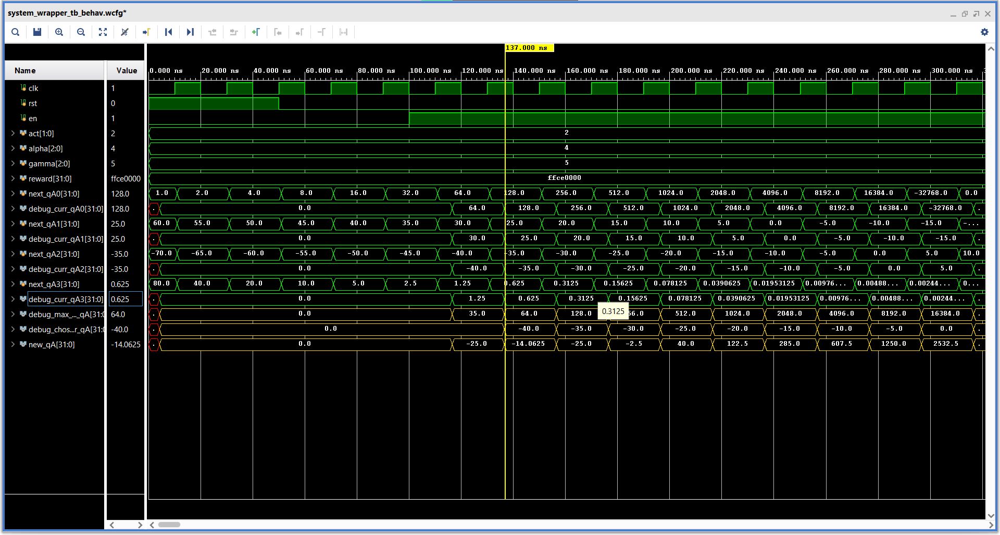 system_wrapper_tb_behav.wcfg*
137.000 ns
Name Value 0.000 ns 20.000 ns 40.000 ns 60.000 ns 80.000 ns 100.000 ns 120.000 ns 140.000 ns 160.000 ns 180.000 ns 200.000 ns 220.000 ns 240.000 ns 260.000 ns 280.000 ns 300.000 ns
clk 1
rst 0
en 1
act[1:0] 2 2
alpha[2:0] 4 4
gamma[2:0] 5 5
reward[31:0] ffce0000 ffce0000
next_qA0[31:0] 128.0 1.0 2.0 4.0 8.0 16.0 32.0 64.0 128.0 256.0 512.0 1024.0 2048.0 4096.0 8192.0 16384.0 -32768.0 0.0
debug_curr_qA0[31:0] 128.0 . 0.0 64.0 128.0 256.0 512.0 1024.0 2048.0 4096.0 8192.0 16384.0 -32768.0 .
next_qA1[31:0] 25.0 60.0 55.0 50.0 45.0 40.0 35.0 30.0 25.0 20.0 15.0 10.0 5.0 0.0 -5.0 -10.0 -15.0 -...
debug_curr_qA1[31:0] 25.0 . 0.0 30.0 25.0 20.0 15.0 10.0 5.0 0.0 -5.0 -10.0 -15.0 .
next_qA2[31:0] -35.0 -70.0 -65.0 -60.0 -55.0 -50.0 -45.0 -40.0 -35.0 -30.0 -25.0 -20.0 -15.0 -10.0 -5.0 0.0 5.0 10.0
debug_curr_qA2[31:0] -35.0 . 0.0 -40.0 -35.0 -30.0 -25.0 -20.0 -15.0 -10.0 -5.0 0.0 5.0 .
next_qA3[31:0] 0.625 80.0 40.0 20.0 10.0 5.0 2.5 1.25 0.625 0.3125 0.15625 0.078125 0.0390625 0.01953125 0.00976... 0.00488... 0.00244... 0...
debug_curr_qA3[31:0] 0.625 . 0.0 1.25 0.625 0.3125 0.15625 0.078125 0.0390625 0.01953125 0.00976... 0.00488... 0.00244... .
debug_max_..._qA[31:0 64.0 . 0.0 35.0 64.0 128.0 56.0 512.0 1024.0 2048.0 4096.0 8192.0 16384.0 .
0.3125
debug_chos...r_qA[31:0 -40.0 . 0.0 -40.0 -35.0 -30.0 -25.0 -20.0 -15.0 -10.0 -5.0 0.0 .
new_qA[31:0] -14.0625 . 0.0 -25.0 -14.0625 -25.0 -2.5 40.0 122.5 285.0 607.5 1250.0 2532.5 .